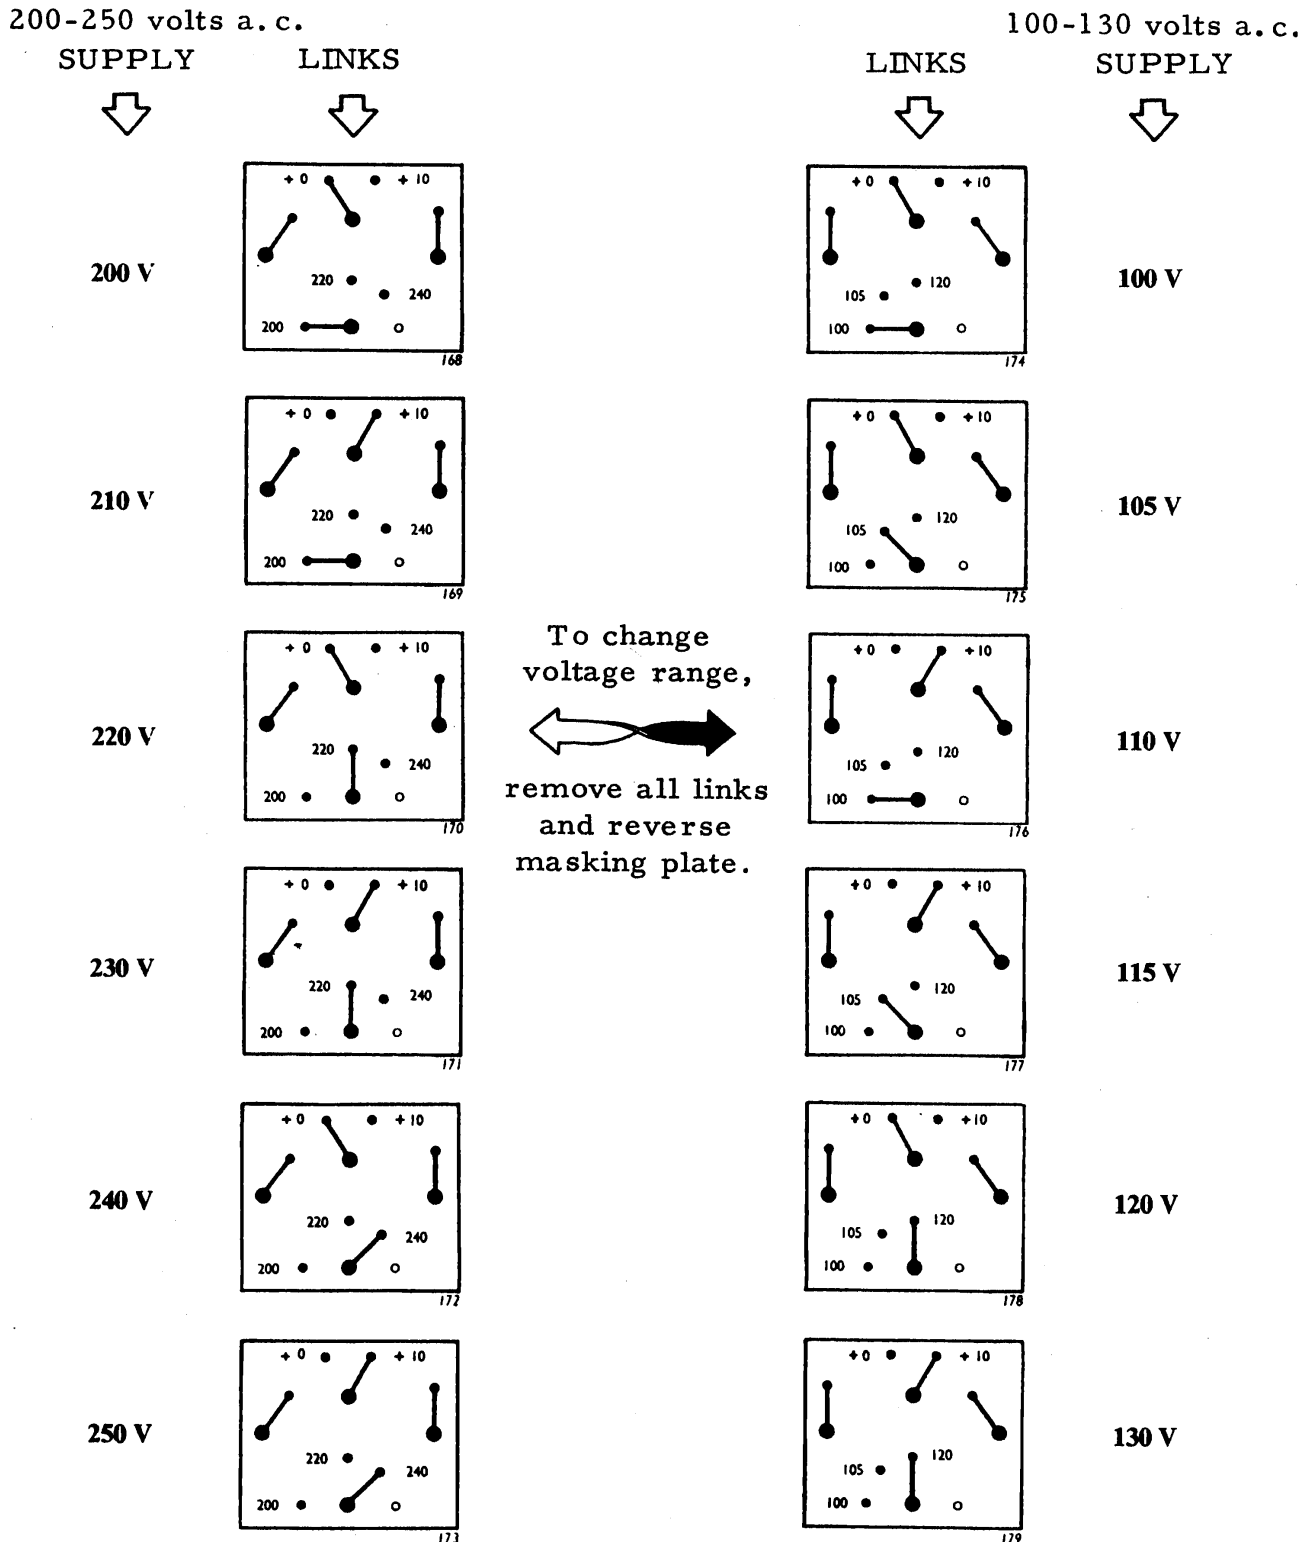 200-250 volts a.c.
SUPPLY LINKS
100-130 volts a.c.
LINKS SUPPLY
200 V
+ 0 + 10
220
240
200
168
210 V
+ 0 + 10
220
240
200
169
220 V
+ 0 + 10
220
240
200
170
230 V
+ 0 + 10
220
240
200
171
240 V
+ 0 + 10
220
240
200
172
250 V
+ 0 + 10
220
240
200
173
To change
voltage range,
remove all links
and reverse
masking plate.
+ 0 + 10
120
105
100
174
100 V
+ 0 + 10
120
105
100
175
105 V
+ 0 + 10
120
105
100
176
110 V
+ 0 + 10
120
105
100
177
115 V
+ 0 + 10
120
105
100
178
120 V
+ 0 + 10
120
105
100
179
130 V